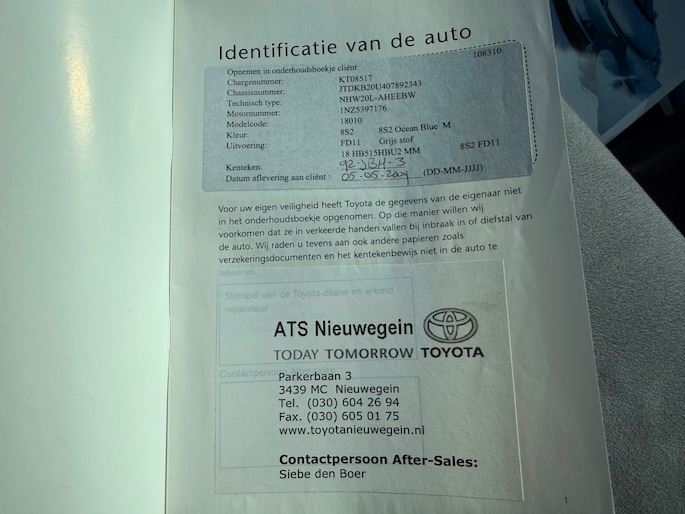 Identificatie van de auto
108310
Opnemen in onderhoudsboekje cliënt
Chargenummer: KT08517
Chassisnummer: JTDKB20U407892343
Technisch type: NHW20L-AHEEBW
Motornummer: 1NZ5397176
Modelcode: 18010
Kleur: 8S2 8S2 Ocean Blue M
Uitvoering: FD11 Grijs stof 8S2 FD11
18 HB515HBU2 MM
Kenteken: 92-JBH-3
Datum aflevering aan cliënt : 05-05-2009 (DD-MM-JJJJ)
Voor uw eigen veiligheid heeft Toyota de gegevens van de eigenaar niet
in het onderhoudsboekje opgenomen. Op die manier willen wij
voorkomen dat ze in verkeerde handen vallen bij inbraak in of diefstal van
de auto. Wij raden u tevens aan ook andere papieren zoals
verzekeringsdocumenten en het kentekenbewijs niet in de auto te
bewaren.
Stempel van de Toyota-dealer en erkend
reparateur
ATS Nieuwegein
TODAY TOMORROW TOYOTA
Contactpersoon
Parkerbaan 3
3439 MC Nieuwegein
Tel. (030) 604 26 94
Fax. (030) 605 01 75
www.toyotanieuwegein.nl
Contactpersoon After-Sales:
Siebe den Boer
1